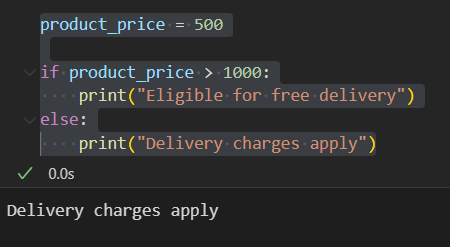 product_price = 500
if product_price > 1000:
    print("Eligible for free delivery")
else:
    print("Delivery charges apply")
0.0s
Delivery charges apply